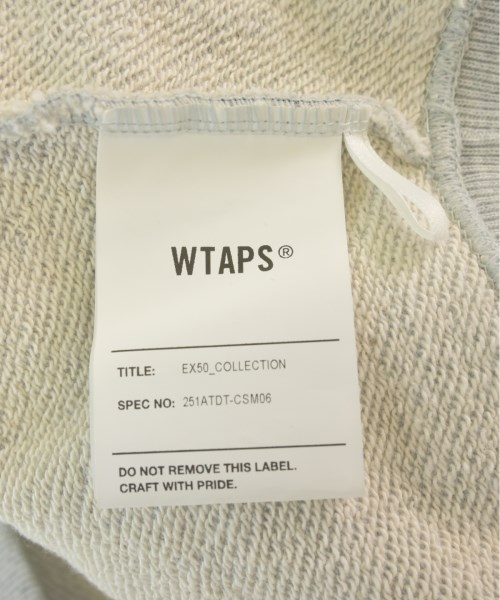 WTAPS®
TITLE: EX50_COLLECTION
SPEC NO: 251ATDT-CSM06
DO NOT REMOVE THIS LABEL.
CRAFT WITH PRIDE.